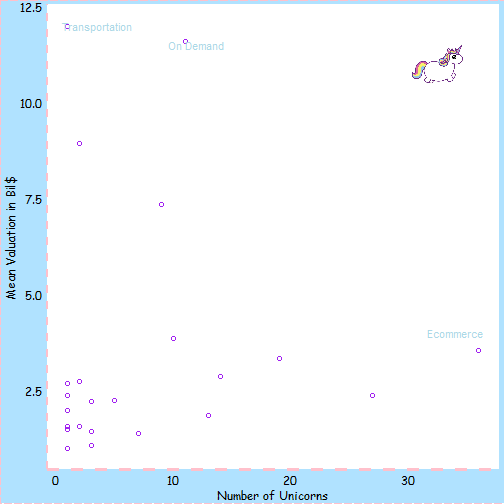 12.5
Transportation
On Demand
10.0
7.5
5.0
Ecommerce
2.5
Mean Valuation in Bil$
0 10 20 30
Number of Unicorns